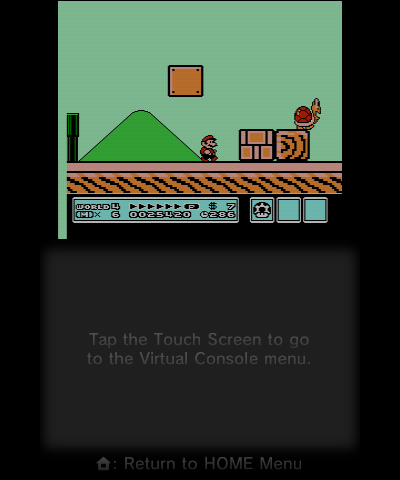 WORLD 4 ▶▶▶▶▶▶ P $ 7
(M)× 6 0025420 ◷286
Tap the Touch Screen to go
to the Virtual Console menu.
: Return to HOME Menu